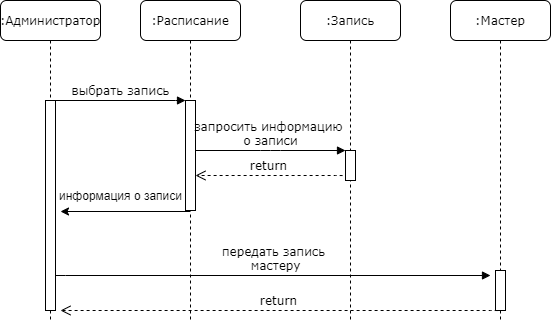 :Администратор
:Расписание
:Запись
:Мастер
выбрать запись
запросить информацию
о записи
return
информация о записи
передать запись
мастеру
return